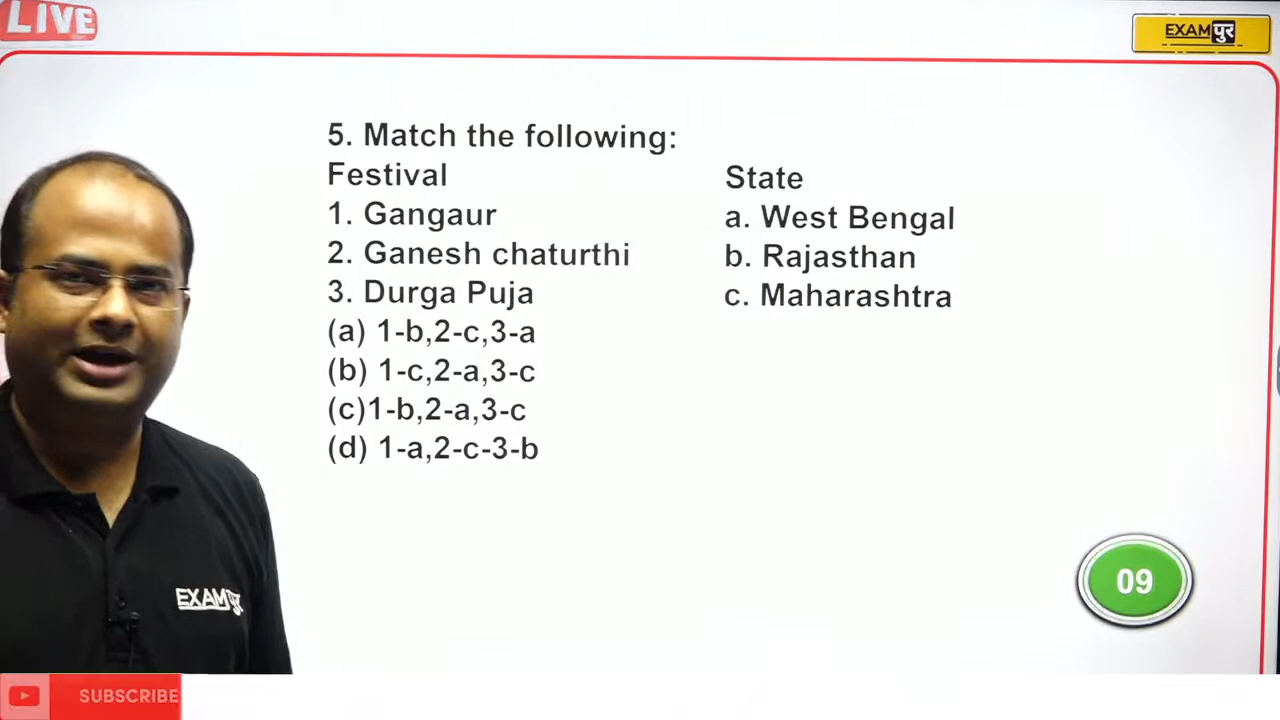 LIVE
EXAMपुर
5. Match the following:
Festival
State
1. Gangaur
a. West Bengal
2. Ganesh chaturthi
b. Rajasthan
3. Durga Puja
c. Maharashtra
(a) 1-b,2-c,3-a
(b) 1-c,2-a,3-c
(c)1-b,2-a,3-c
(d) 1-a,2-c-3-b
09
EXAMपुर
SUBSCRIBE